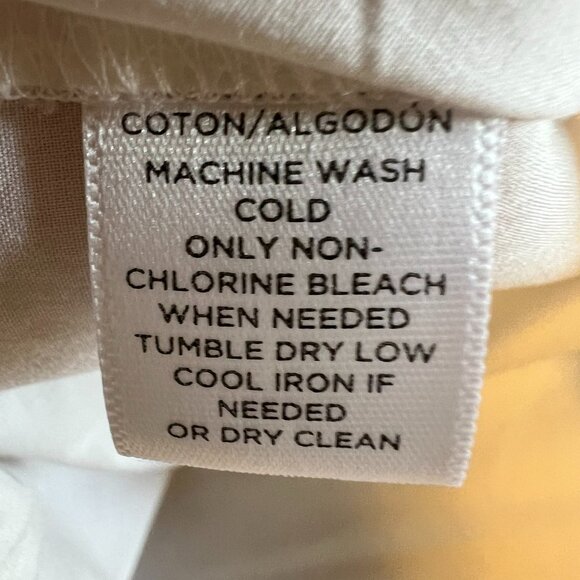 COTON/ALGODÓN
MACHINE WASH
COLD
ONLY NON-
CHLORINE BLEACH
WHEN NEEDED
TUMBLE DRY LOW
COOL IRON IF
NEEDED
OR DRY CLEAN